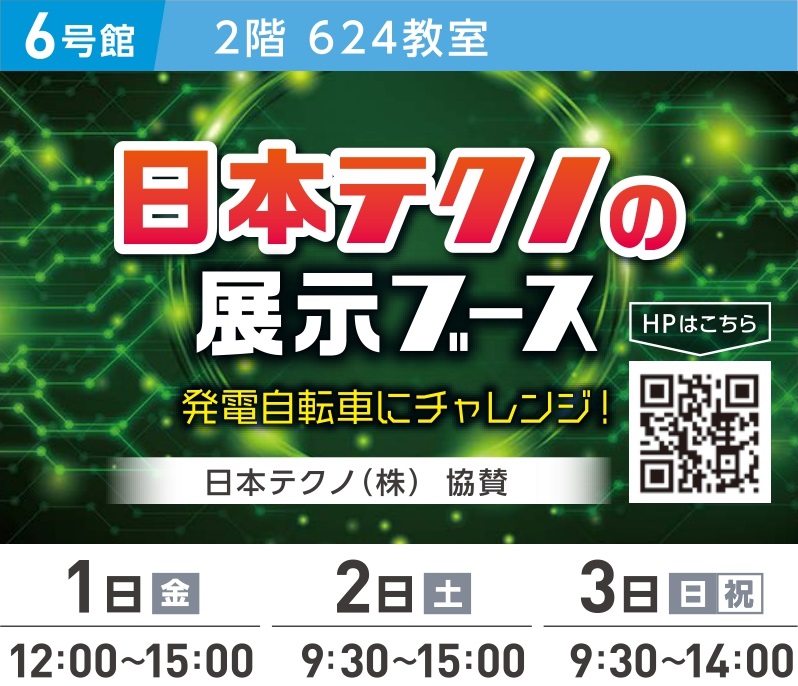 6号館 2階 624教室
日本テクノの
展示ブース
HPはこちら
発電自転車にチャレンジ!
日本テクノ(株) 協賛
1日 金 2日 土 3日 日 祝
12:00~15:00 9:30~15:00 9:30~14:00